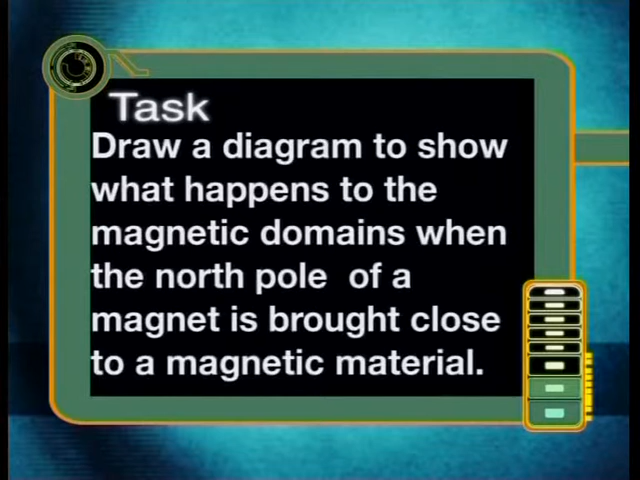 Task
Draw a diagram to show
what happens to the
magnetic domains when
the north pole  of a
magnet is brought close
to a magnetic material.